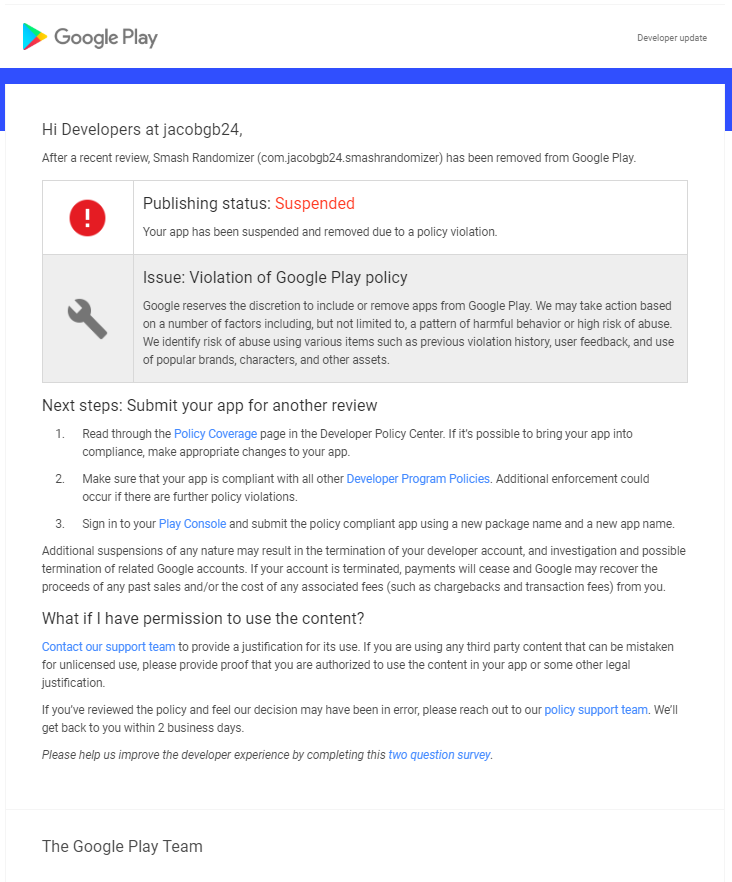 Google Play
Developer update
Hi Developers at jacobgb24,
After a recent review, Smash Randomizer (com.jacobgb24.smashrandomizer) has been removed from Google Play.
Publishing status: Suspended
Your app has been suspended and removed due to a policy violation.
Issue: Violation of Google Play policy
Google reserves the discretion to include or remove apps from Google Play. We may take action based
on a number of factors including, but not limited to, a pattern of harmful behavior or high risk of abuse.
We identify risk of abuse using various items such as previous violation history, user feedback, and use
of popular brands, characters, and other assets.
Next steps: Submit your app for another review
1. Read through the Policy Coverage page in the Developer Policy Center. If it's possible to bring your app into
compliance, make appropriate changes to your app.
2. Make sure that your app is compliant with all other Developer Program Policies. Additional enforcement could
occur if there are further policy violations.
3. Sign in to your Play Console and submit the policy compliant app using a new package name and a new app name.
Additional suspensions of any nature may result in the termination of your developer account, and investigation and possible
termination of related Google accounts. If your account is terminated, payments will cease and Google may recover the
proceeds of any past sales and/or the cost of any associated fees (such as chargebacks and transaction fees) from you.
What if I have permission to use the content?
Contact our support team to provide a justification for its use. If you are using any third party content that can be mistaken
for unlicensed use, please provide proof that you are authorized to use the content in your app or some other legal
justification.
If you've reviewed the policy and feel our decision may have been in error, please reach out to our policy support team. We'll
get back to you within 2 business days.
Please help us improve the developer experience by completing this two question survey.
The Google Play Team